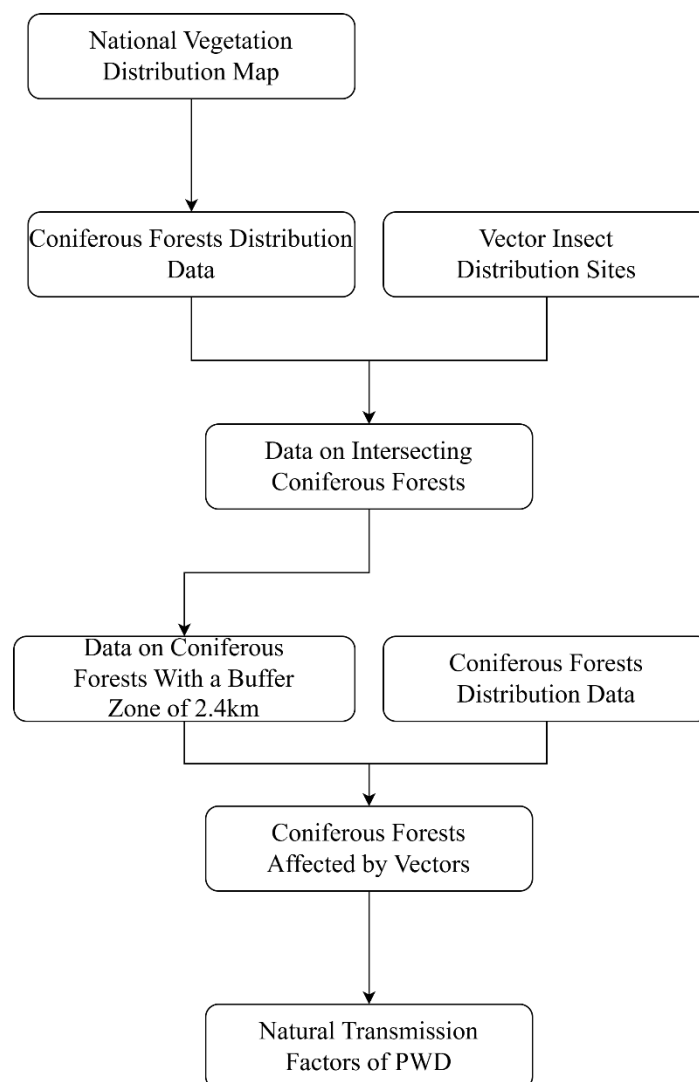 National Vegetation
Distribution Map
Coniferous Forests Distribution
Data
Vector Insect
Distribution Sites
Data on Intersecting
Coniferous Forests
Data on Coniferous
Forests With a Buffer
Zone of 2.4km
Coniferous Forests
Distribution Data
Coniferous Forests
Affected by Vectors
Natural Transmission
Factors of PWD